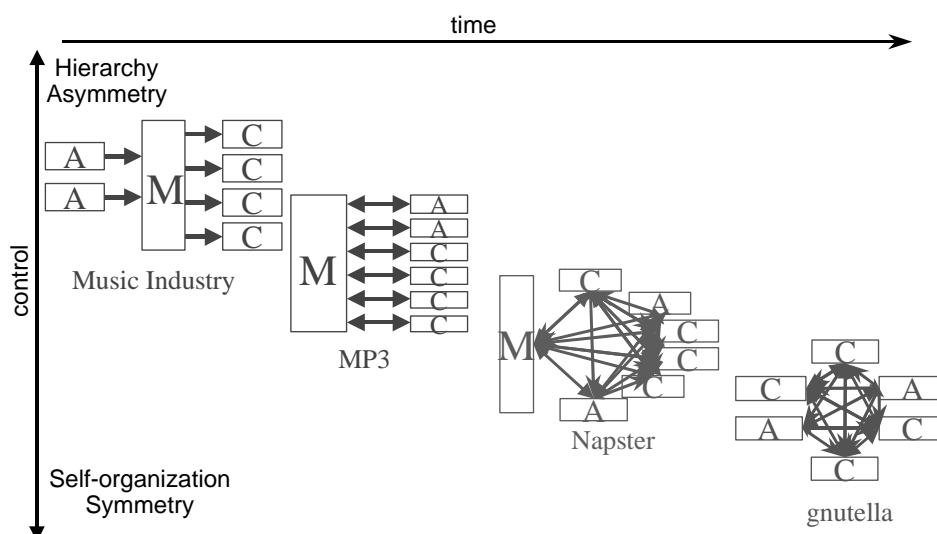 time
Hierarchy
Asymmetry
control
A
A
M
C
C
C
C
Music Industry
M
A
A
C
C
C
C
MP3
M
C
A
C
C
C
A
Napster
C
C
A
A
C
C
gnutella
Self-organization
Symmetry